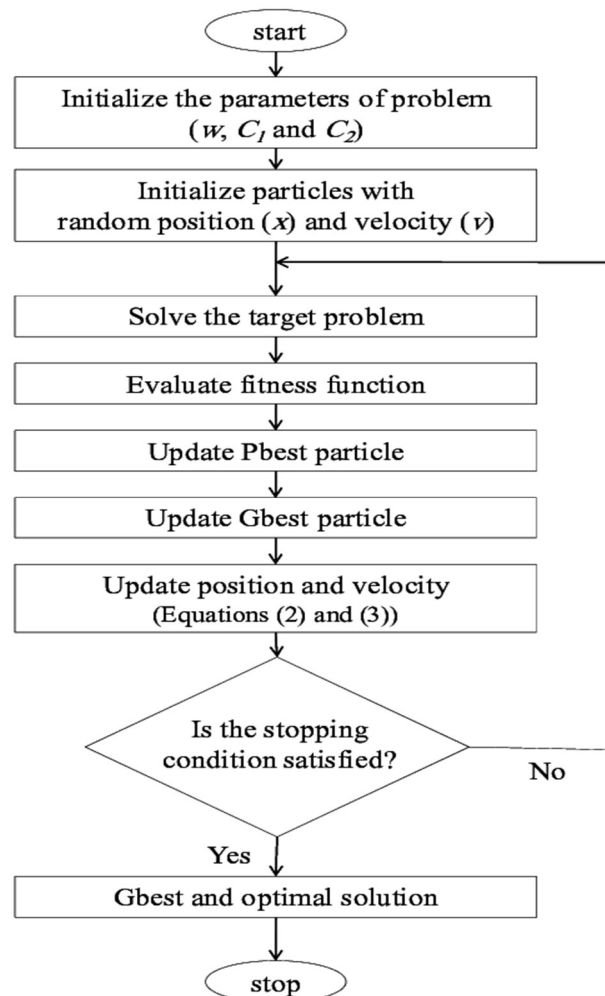 start
Initialize the parameters of problem
(w, C₁ and C₂)
Initialize particles with
random position (x) and velocity (v)
Solve the target problem
Evaluate fitness function
Update Pbest particle
Update Gbest particle
Update position and velocity
(Equations (2) and (3))
Is the stopping
condition satisfied?
No
Yes
Gbest and optimal solution
stop